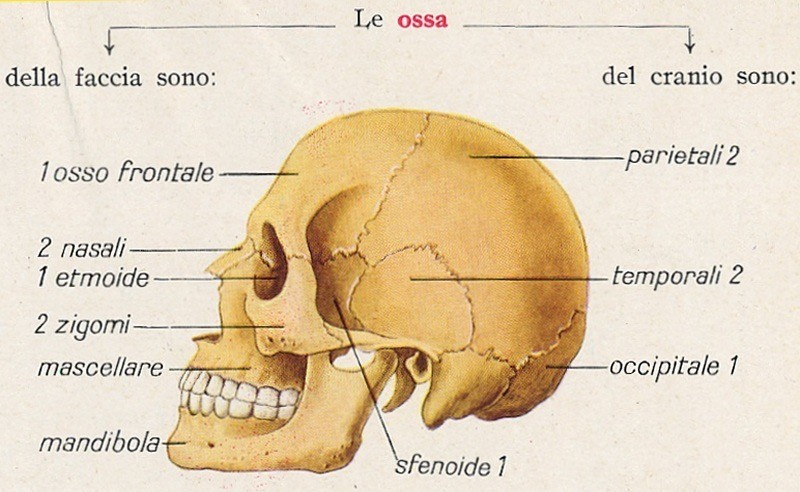 Le ossa
della faccia sono:
del cranio sono:
1 osso frontale
parietali 2
2 nasali
1 etmoide
temporali 2
2 zigomi
mascellare
occipitale 1
mandibola
sfenoide 1